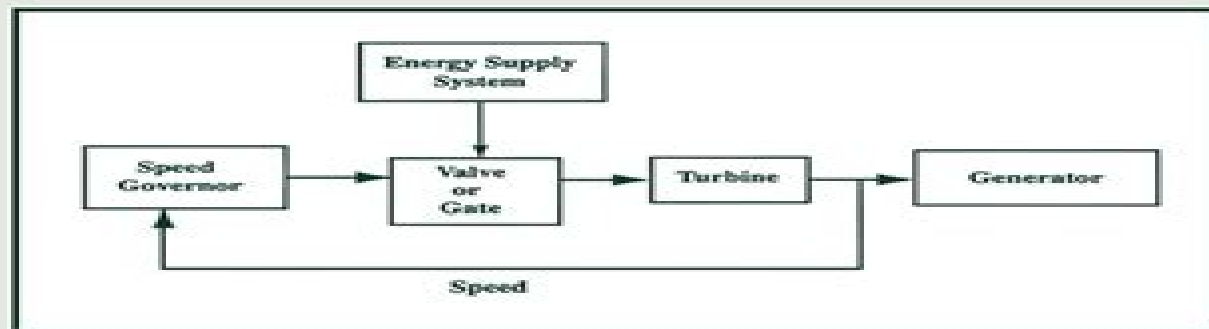 Energy Supply
System
Speed
Governor
Valve
or
Gate
Turbine
Generator
Speed